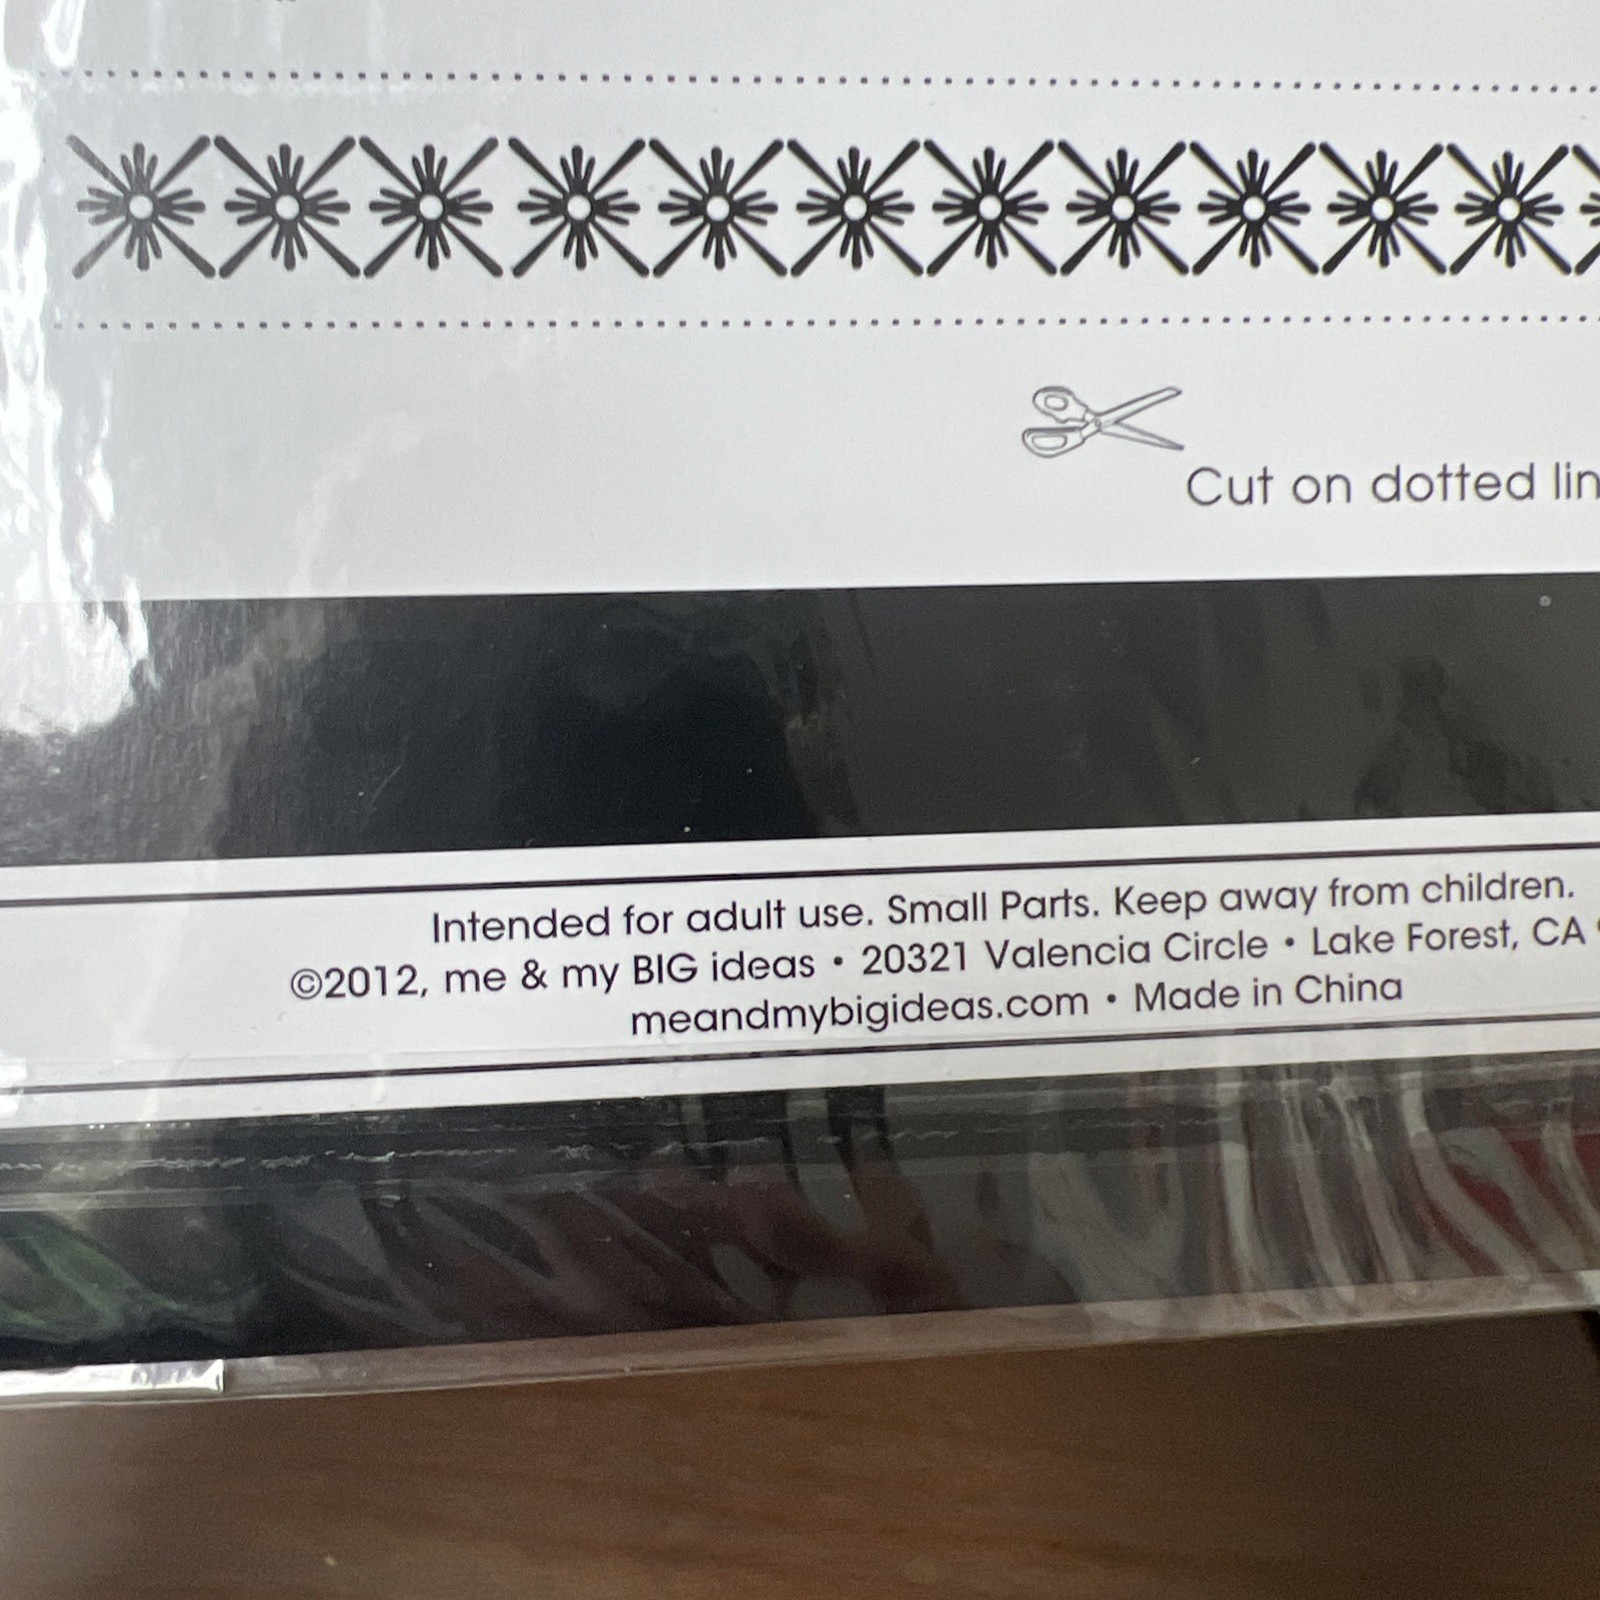 Cut on dotted lin
Intended for adult use. Small Parts. Keep away from children.
©2012, me & my BIG ideas • 20321 Valencia Circle • Lake Forest, CA
meandmybigideas.com • Made in China